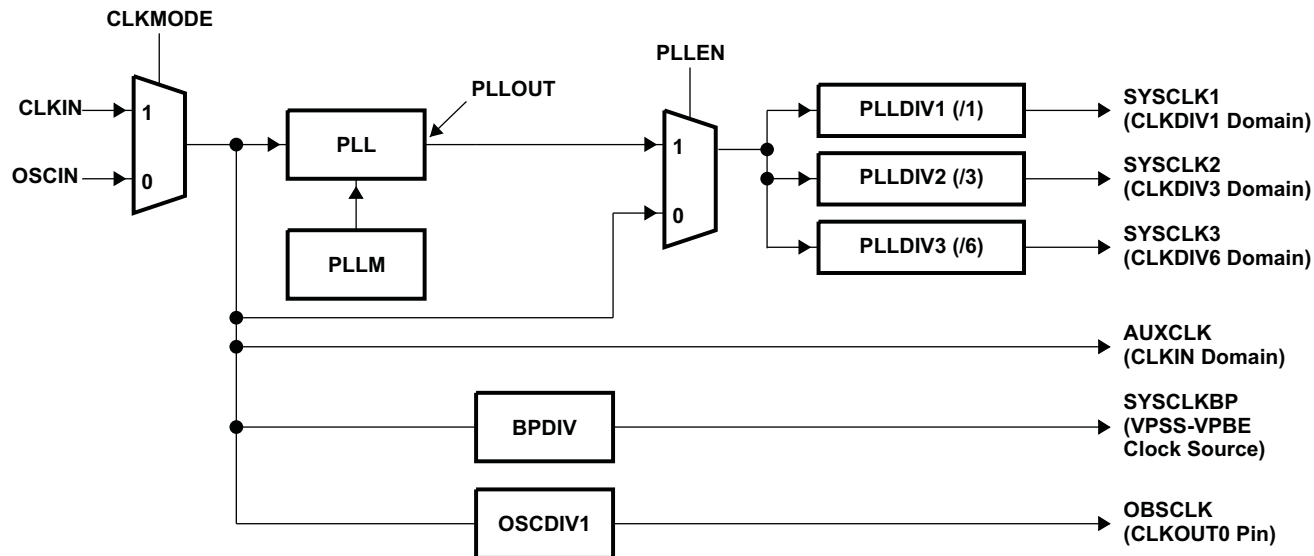 CLKMODE
CLKIN
1
OSCIN
0
PLL
PLLOUT
PLLM
PLLEN
1
0
PLLDIV1 (/1)
PLLDIV2 (/3)
PLLDIV3 (/6)
SYSCLK1
(CLKDIV1 Domain)
SYSCLK2
(CLKDIV3 Domain)
SYSCLK3
(CLKDIV6 Domain)
AUXCLK
(CLKIN Domain)
BPDIV
SYSCLKBP
(VPSS-VPBE
Clock Source)
OSCDIV1
OBSCLK
(CLKOUT0 Pin)